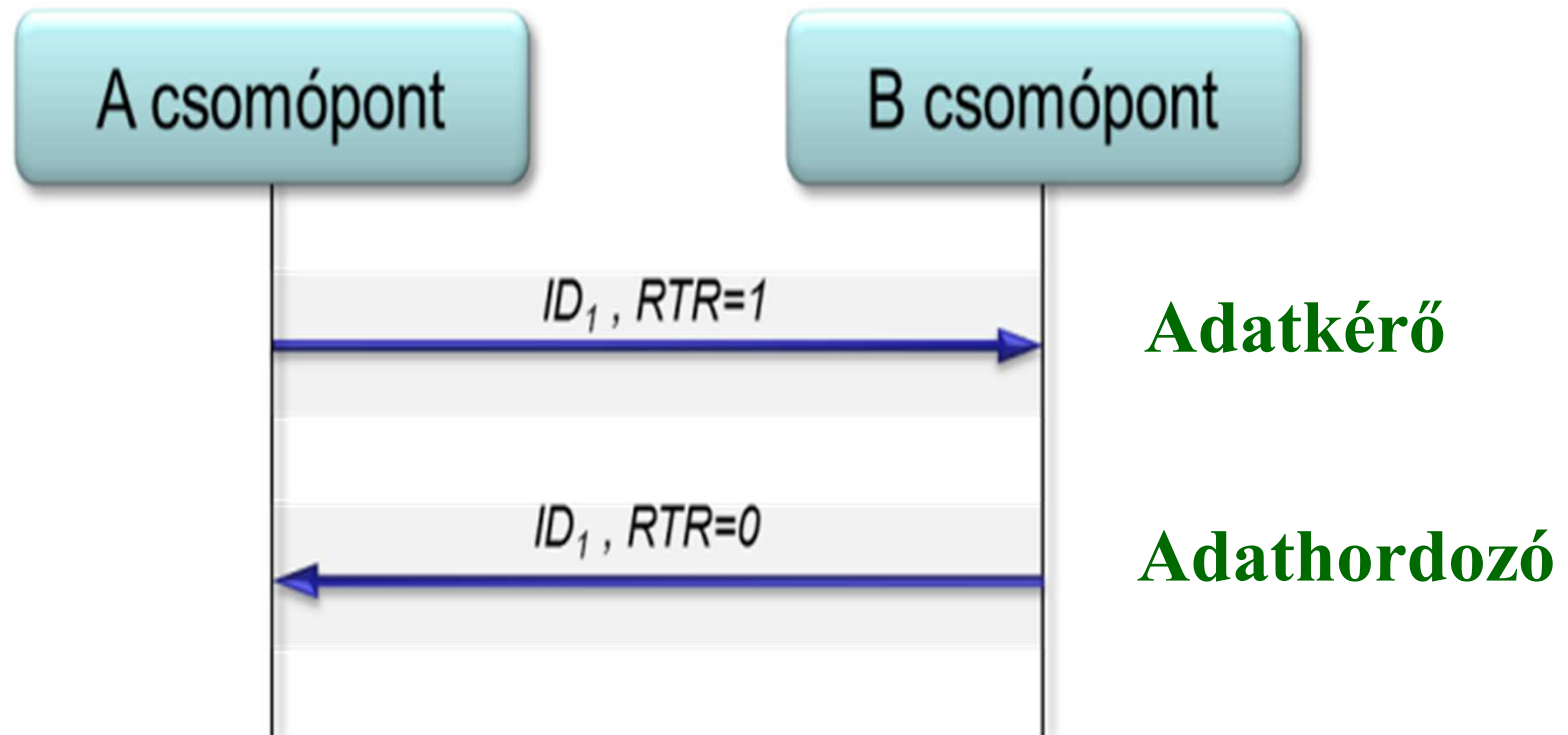 A csomópont
B csomópont
ID₁ , RTR=1
Adatkérő
ID₁ , RTR=0
Adathordozó